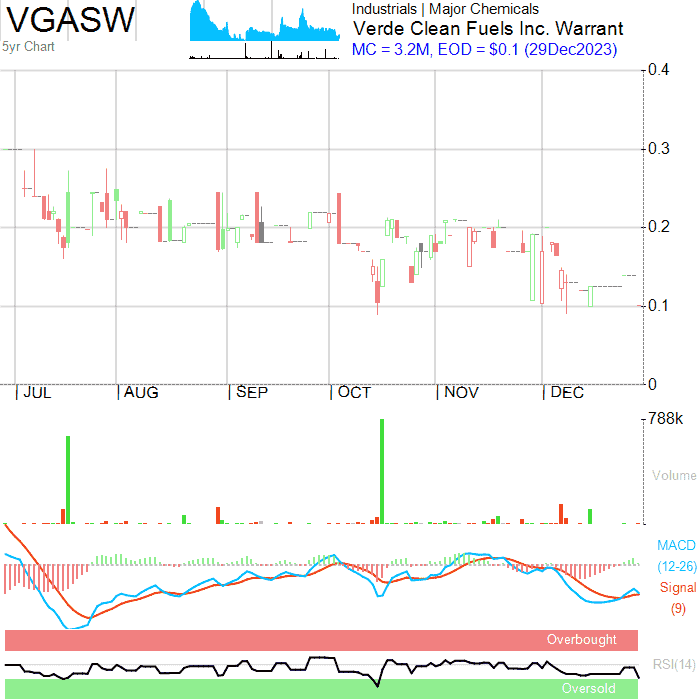 VGASW
5yr Chart
Industrials | Major Chemicals
Verde Clean Fuels Inc. Warrant
MC = 3.2M, EOD = $0.1 (29Dec2023)
0.4
0.3
0.2
0.1
0
|JUL |AUG |SEP |OCT |NOV |DEC
788k
Volume
MACD
(12-26)
Signal
(9)
Overbought
RSI(14)
Oversold